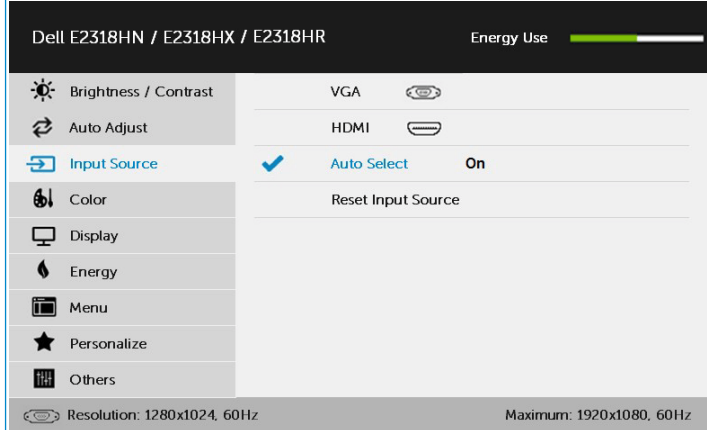 Dell E2318HN / E2318HX / E2318HR Energy Use
Brightness / Contrast VGA
Auto Adjust HDMI
Input Source Auto Select On
Color Reset Input Source
Display
Energy
Menu
Personalize
Others
Resolution: 1280x1024, 60Hz Maximum: 1920x1080, 60Hz